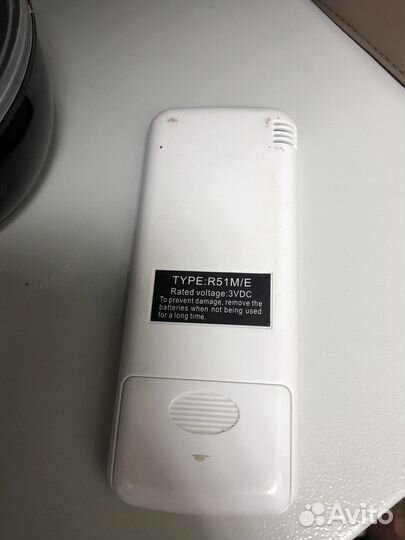 TYPE:R51M/E
Rated voltage:3VDC
To prevent damage, remove the
batteries when not being used
for a long time.
Avito